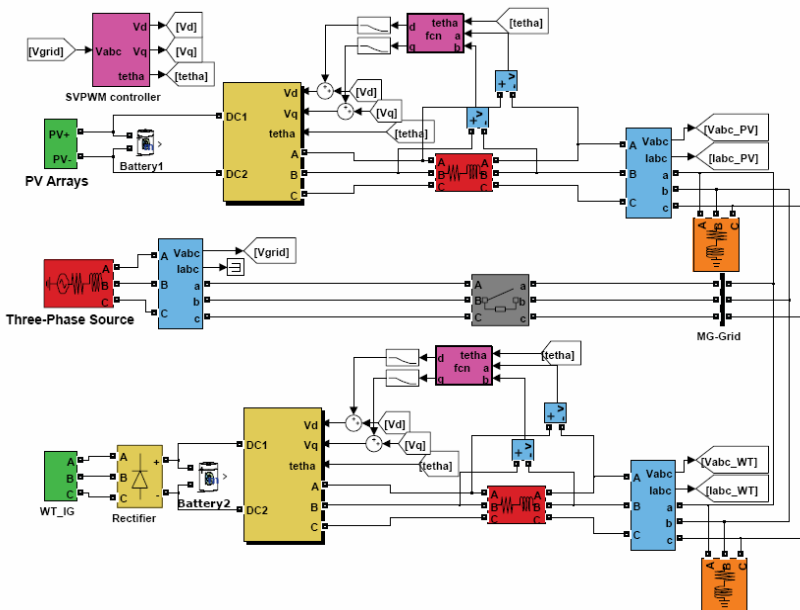 Vd
[Vd]
[Vgrid]
Vabc
Vq
[Vq]
tetha
[tetha]
SVPWM controller
d
tetha
fcn
a
q
b
[tetha]
+ v -
+ v -
Vd
[Vd]
Vq
[Vq]
tetha
[tetha]
PV+
PV-
PV Arrays
Battery1
DC1
DC2
A
B
C
A
B
C
A
B
C
A
B
C
Vabc
Iabc
a
b
c
[Vabc_PV]
[Iabc_PV]
A
B
C
A
B
C
Three-Phase Source
A
B
C
Vabc
Iabc
a
b
c
[Vgrid]
A
B
C
a
b
c
MG-Grid
d
tetha
fcn
a
q
b
[tetha]
+ v -
+ v -
Vd
[Vd]
Vq
[Vq]
tetha
[tetha]
A
B
C
WT_IG
A
B
C
+
-
Rectifier
Battery2
DC1
DC2
A
B
C
A
B
C
A
B
C
A
B
C
Vabc
Iabc
a
b
c
[Vabc_WT]
[Iabc_WT]
A
B
C